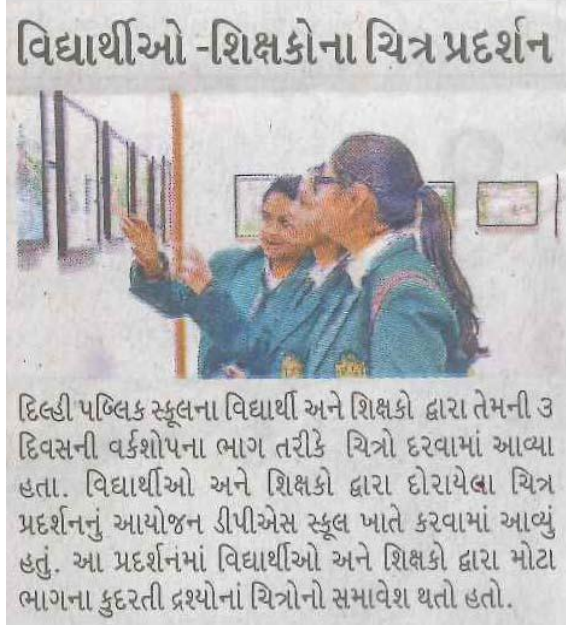 વિદ્યાર્થીઓ -શિક્ષકોના ચિત્ર પ્રદર્શન
દિલ્હી પબ્લિક સ્કૂલના વિદ્યાર્થી અને શિક્ષકો દ્વારા તેમની ૩
દિવસની વર્કશોપના ભાગ તરીકે ચિત્રો દરવામાં આવ્યા
હતા. વિદ્યાર્થીઓ અને શિક્ષકો દ્વારા દોરાયેલા ચિત્ર
પ્રદર્શનનું આયોજન ડીપીએસ સ્કૂલ ખાતે કરવામાં આવ્યું
હતું. આ પ્રદર્શનમાં વિદ્યાર્થીઓ અને શિક્ષકો દ્વારા મોટા
ભાગના કુદરતી દ્રશ્યોનાં ચિત્રોનો સમાવેશ થતો હતો.